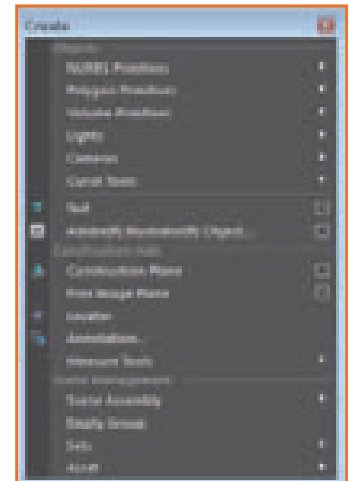 Create
Objects
NURBS Primitives
Polygon Primitives
Volume Primitives
Lights
Cameras
Curve Tools
Text
Adobe(R) Illustrator(R) Object...
Construction Aids
Construction Plane
Free Image Plane
Locator
Annotation...
Measure Tools
Scene Management
Scene Assembly
Empty Group
Sets
Asset